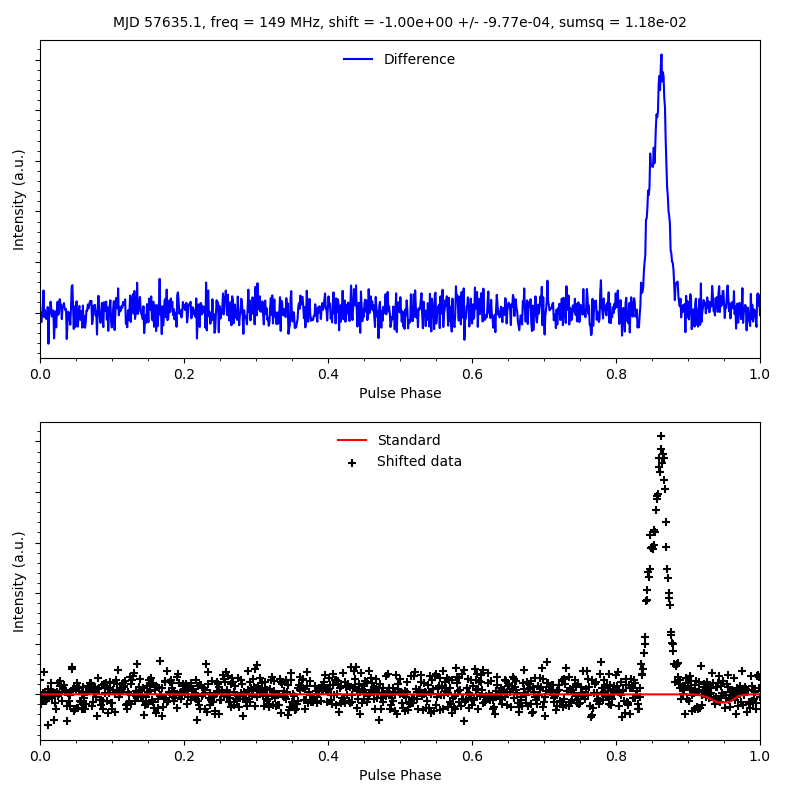 MJD 57635.1, freq = 149 MHz, shift = -1.00e+00 +/- -9.77e-04, sumsq = 1.18e-02
Difference
Intensity (a.u.)
0.0 0.2 0.4 0.6 0.8 1.0
Pulse Phase
Standard
Shifted data
Intensity (a.u.)
0.0 0.2 0.4 0.6 0.8 1.0
Pulse Phase